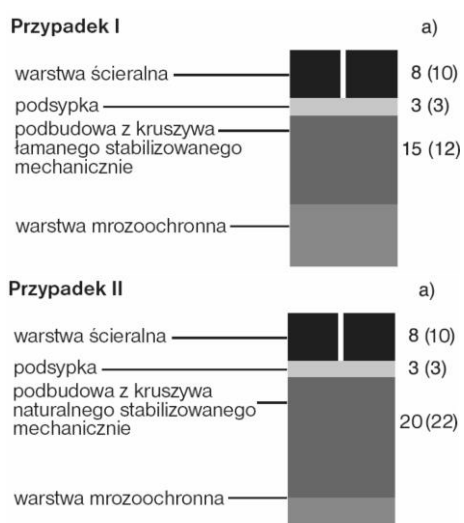 Przypadek I a)
warstwa ścieralna 8 (10)
podsypka 3 (3)
podbudowa z kruszywa
łamanego stabilizowanego 15 (12)
mechanicznie
warstwa mrozoochronna
Przypadek II a)
warstwa ścieralna 8 (10)
podsypka 3 (3)
podbudowa z kruszywa
naturalnego stabilizowanego 20 (22)
mechanicznie
warstwa mrozoochronna